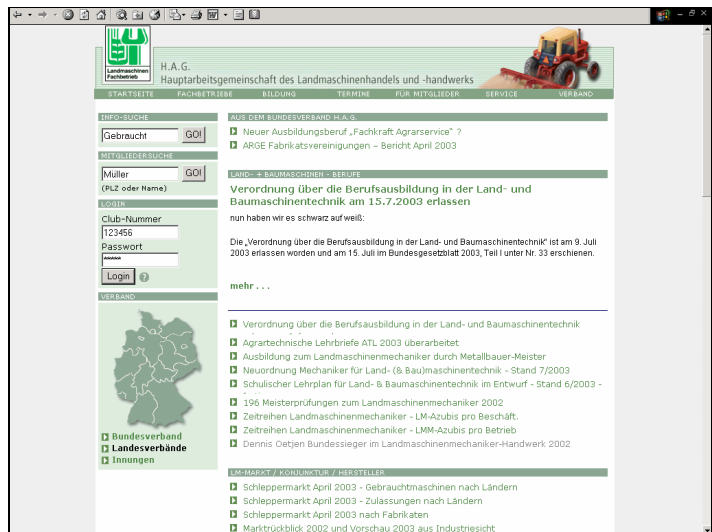 Landmaschinen
Fachbetrieb
H.A.G.
Hauptarbeitsgemeinschaft des Landmaschinenhandels und -handwerks
STARTSEITE FACHBETRIEBE BILDUNG TERMINE FÜR MITGLIEDER SERVICE VERBAND
INFO-SUCHE
Gebraucht GO!
MITGLIEDERSUCHE
Müller GO!
(PLZ oder Name)
LOGIN
Club-Nummer
123456
Passwort
*****
Login ?
VERBAND
Bundesverband
Landesverbände
Innungen
AUS DEM BUNDESVERBAND H.A.G.
Neuer Ausbildungsberuf „Fachkraft Agrarservice" ?
ARGE Fabrikatsvereinigungen – Bericht April 2003
LAND- + BAUMASCHINEN - BERUFE
Verordnung über die Berufsausbildung in der Land- und
Baumaschinentechnik am 15.7.2003 erlassen
nun haben wir es schwarz auf weiß:
Die „Verordnung über die Berufsausbildung in der Land- und Baumaschinentechnik" ist am 9. Juli
2003 erlassen worden und am 15. Juli im Bundesgesetzblatt 2003, Teil I unter Nr. 33 erschienen.
mehr . . .
Verordnung über die Berufsausbildung in der Land- und Baumaschinentechnik
Agrartechnische Lehrbriefe ATL 2003 überarbeitet
Ausbildung zum Landmaschinenmechaniker durch Metallbauer-Meister
Neuordnung Mechaniker für Land- (& Bau)maschinentechnik - Stand 7/2003
Schulischer Lehrplan für Land- & Baumaschinentechnik im Entwurf - Stand 6/2003 -
196 Meisterprüfungen zum Landmaschinenmechaniker 2002
Zeitreihen Landmaschinenmechaniker - LM-Azubis pro Beschäft.
Zeitreihen Landmaschinenmechaniker - LMM-Azubis pro Betrieb
Dennis Oetjen Bundessieger im Landmaschinenmechaniker-Handwerk 2002
LM-MARKT / KONJUNKTUR / HERSTELLER
Schleppermarkt April 2003 - Gebrauchtmaschinen nach Ländern
Schleppermarkt April 2003 - Zulassungen nach Ländern
Schleppermarkt April 2003 nach Fabrikaten
Marktrückblick 2002 und Vorschau 2003 aus Industriesicht